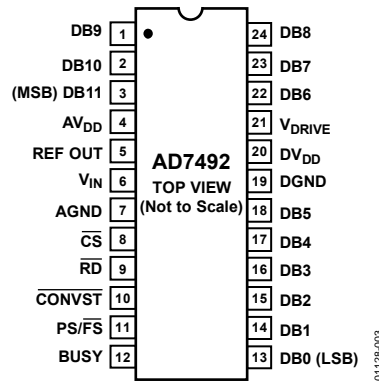 DB9 1
DB10 2
(MSB) DB11 3
AVDD 4
REF OUT 5
VIN 6
AGND 7
CS 8
RD 9
CONVST 10
PS/FS 11
BUSY 12
AD7492
TOP VIEW
(Not to Scale)
24 DB8
23 DB7
22 DB6
21 VDRIVE
20 DVDD
19 DGND
18 DB5
17 DB4
16 DB3
15 DB2
14 DB1
13 DB0 (LSB)
01128-003